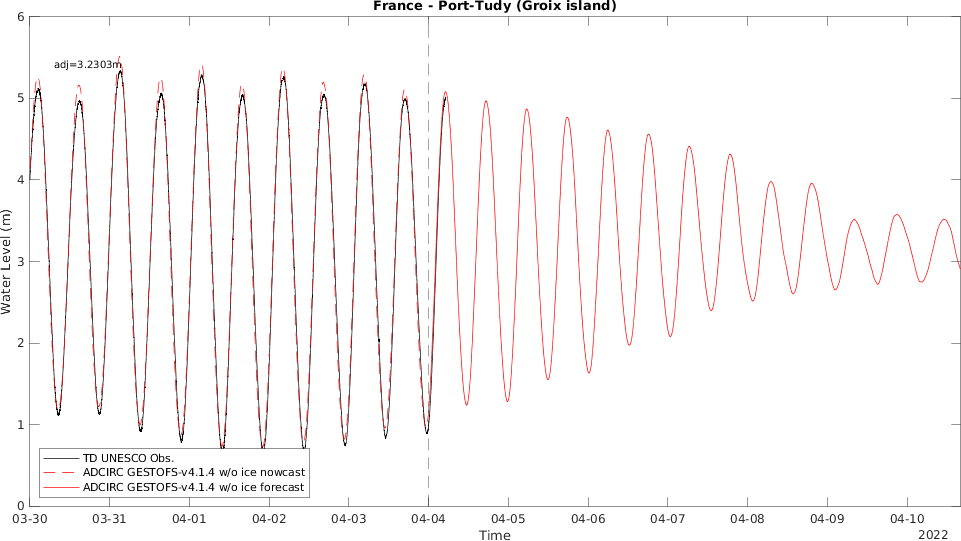 France - Port-Tudy (Groix island)
adj=3.2303m
6
5
4
3
2
1
0
Water Level (m)
TD UNESCO Obs.
ADCIRC GESTOFS-v4.1.4 w/o ice nowcast
ADCIRC GESTOFS-v4.1.4 w/o ice forecast
03-30 03-31 04-01 04-02 04-03 04-04 04-05 04-06 04-07 04-08 04-09 04-10
Time
2022